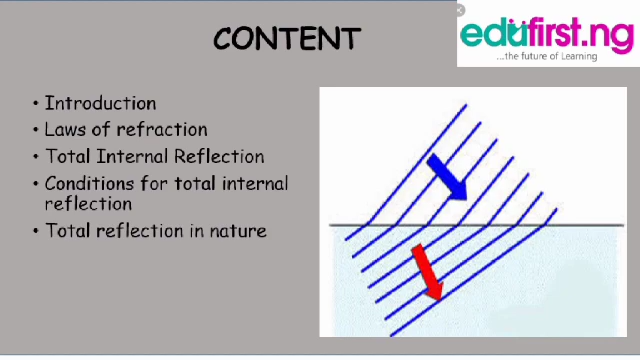 CONTENT
edufirst.ng
...the future of Learning
• Introduction
• Laws of refraction
• Total Internal Reflection
• Conditions for total internal
reflection
• Total reflection in nature